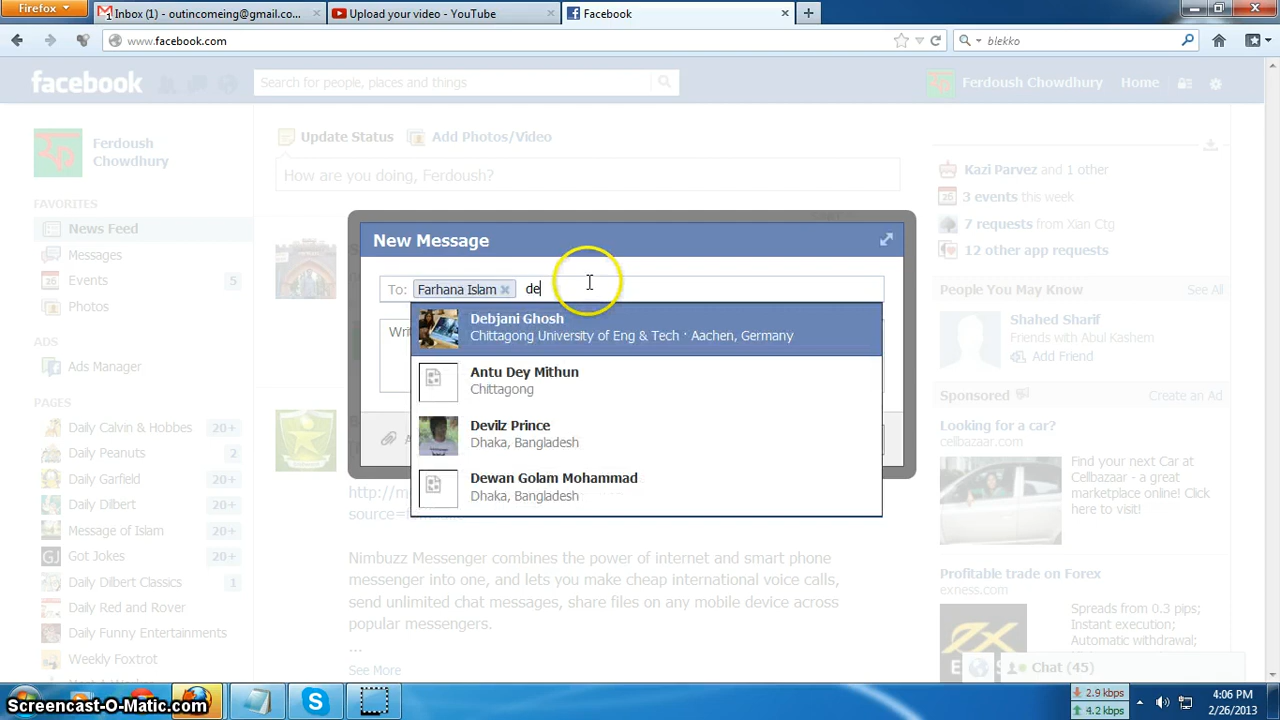 Firefox
Inbox (1) - outincomeing@gmail.co...
Upload your video - YouTube
Facebook
www.facebook.com
blekko
facebook
Search for people, places and things
Ferdoush Chowdhury
Home
Ferdoush
Chowdhury
FAVORITES
News Feed
Messages
Events
5
Photos
ADS
Ads Manager
PAGES
Daily Calvin & Hobbes
20+
Daily Peanuts
2
Daily Garfield
20+
Daily Dilbert
20+
Message of Islam
20+
Got Jokes
20+
Daily Dilbert Classics
1
Daily Red and Rover
Daily Funny Entertainments
Weekly Foxtrot
Update Status
Add Photos/Video
How are you doing, Ferdoush?
New Message
To:
Farhana Islam
de
Writ
Debjani Ghosh
Chittagong University of Eng & Tech · Aachen, Germany
Antu Dey Mithun
Chittagong
Devilz Prince
Dhaka, Bangladesh
Dewan Golam Mohammad
Dhaka, Bangladesh
Nimbuzz Messenger combines the power of internet and smart phone
messenger into one, and lets you make cheap international voice calls,
send unlimited chat messages, share files on any mobile device across
popular messengers.
...
See More
Kazi Parvez and 1 other
3 events this week
7 requests from Xian Ctg
12 other app requests
People You May Know
See All
Shahed Sharif
Friends with Abul Kashem
Add Friend
Sponsored
Create an Ad
Looking for a car?
cellbazaar.com
Find your next Car at
Cellbazaar - a great
marketplace online! Click
here to visit!
Profitable trade on Forex
exness.com
Spreads from 0.3 pips;
Instant execution;
Automatic withdrawal;
Chat (45)
Screencast-O-Matic.com
2.9 kbps
4.2 kbps
4:06 PM
2/26/2013